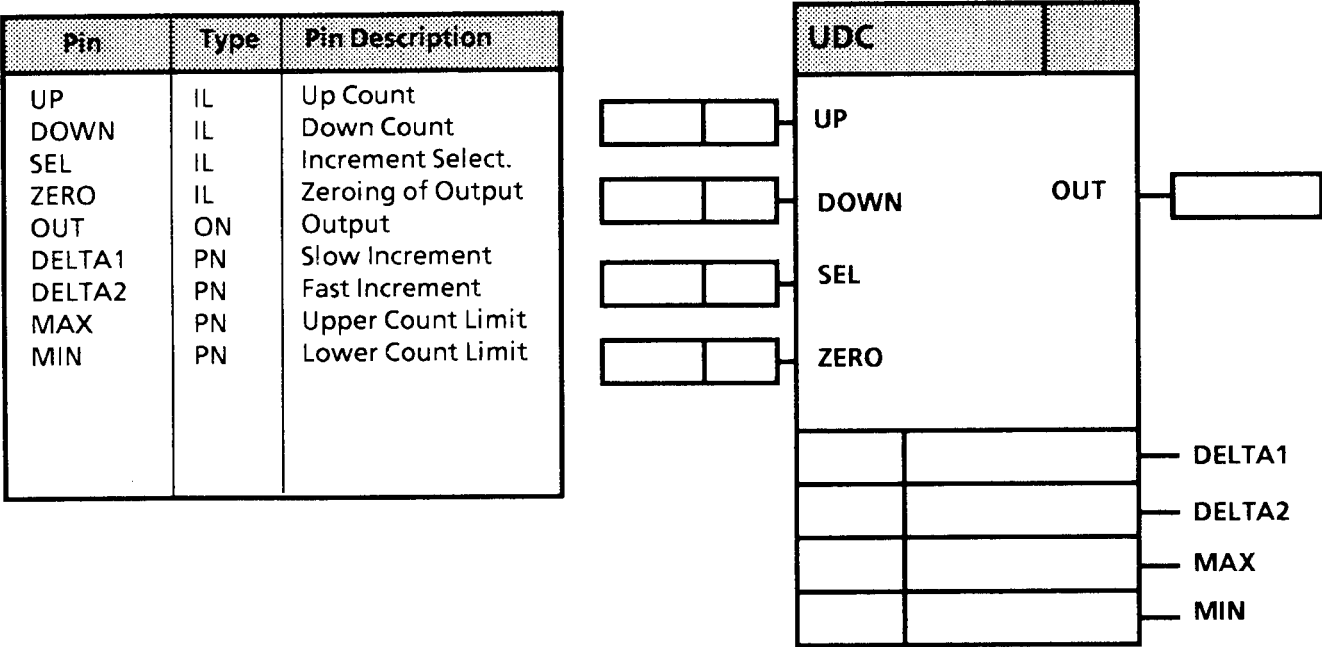 Pin Type Pin Description
UP IL Up Count
DOWN IL Down Count
SEL IL Increment Select.
ZERO IL Zeroing of Output
OUT ON Output
DELTA1 PN Slow Increment
DELTA2 PN Fast Increment
MAX PN Upper Count Limit
MIN PN Lower Count Limit
UDC
UP
DOWN
OUT
SEL
ZERO
DELTA1
DELTA2
MAX
MIN